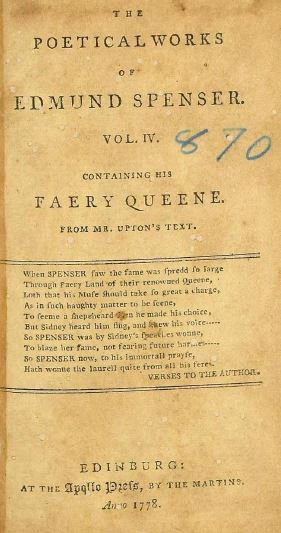 THE
POETICAL WORKS
OF
EDMUND SPENSER.
VOL. IV.
870
CONTAINING HIS
FAERY QUEENE.
FROM MR. UPTON'S TEXT.
When SPENSER saw the fame was spredd so large
Through Faery Land of their renowned Queene,
Loth that his Muse should take so great a charge,
As in such haughty matter to be seene,
To seeme a shepeheard then he made his choice,
But Sidney heard him sing, and knew his voice-----
So SPENSER was by Sidney's speaches wonne,
To blaze her fame, not fearing future harmes-----
So SPENSER now, to his immortall prayse,
Hath wonne the laurell quite from all his feres.
VERSES TO THE AUTHOR.
EDINBURG:
AT THE Apollo Press, BY THE MARTINS.
Anno 1778.